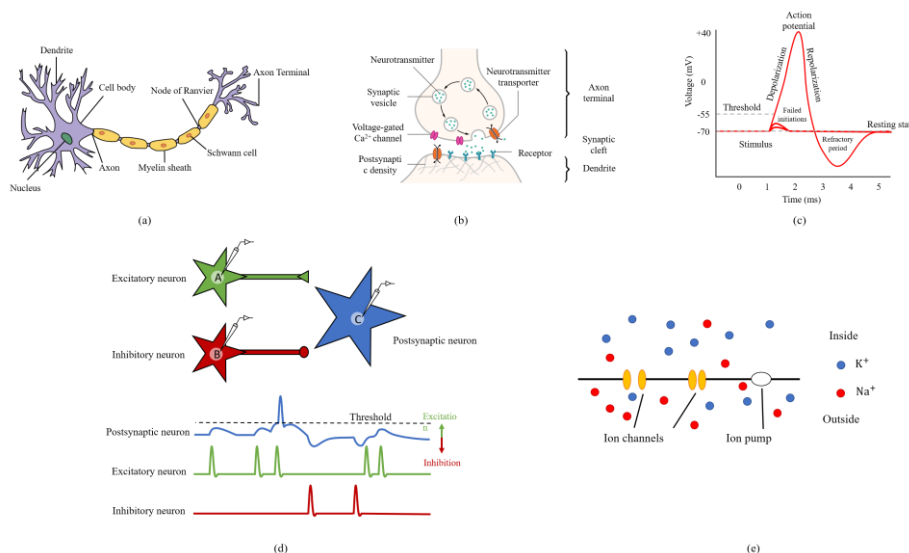 Dendrite
Cell body
Node of Ranvier
Axon Terminal
Nucleus
Axon
Myelin sheath
Schwann cell
(a)
Neurotransmitter
Synaptic
vesicle
Voltage-gated
Ca²⁺ channel
Postsynapti
c density
Neurotransmitter
transporter
Receptor
Axon
terminal
Synaptic
cleft
Dendrite
(b)
Action
potential
+40
0
-55
-70
Voltage (mV)
Threshold
Depolarization
Repolarization
Failed
initiations
Stimulus
Resting sta
Refractory
period
0 1 2 3 4 5
Time (ms)
(c)
Excitatory neuron
A
Inhibitory neuron
B
C
Postsynaptic neuron
Threshold
Excitatio
n
Inhibition
Postsynaptic neuron
Excitatory neuron
Inhibitory neuron
(d)
Inside
K⁺
Na⁺
Outside
Ion channels
Ion pump
(e)